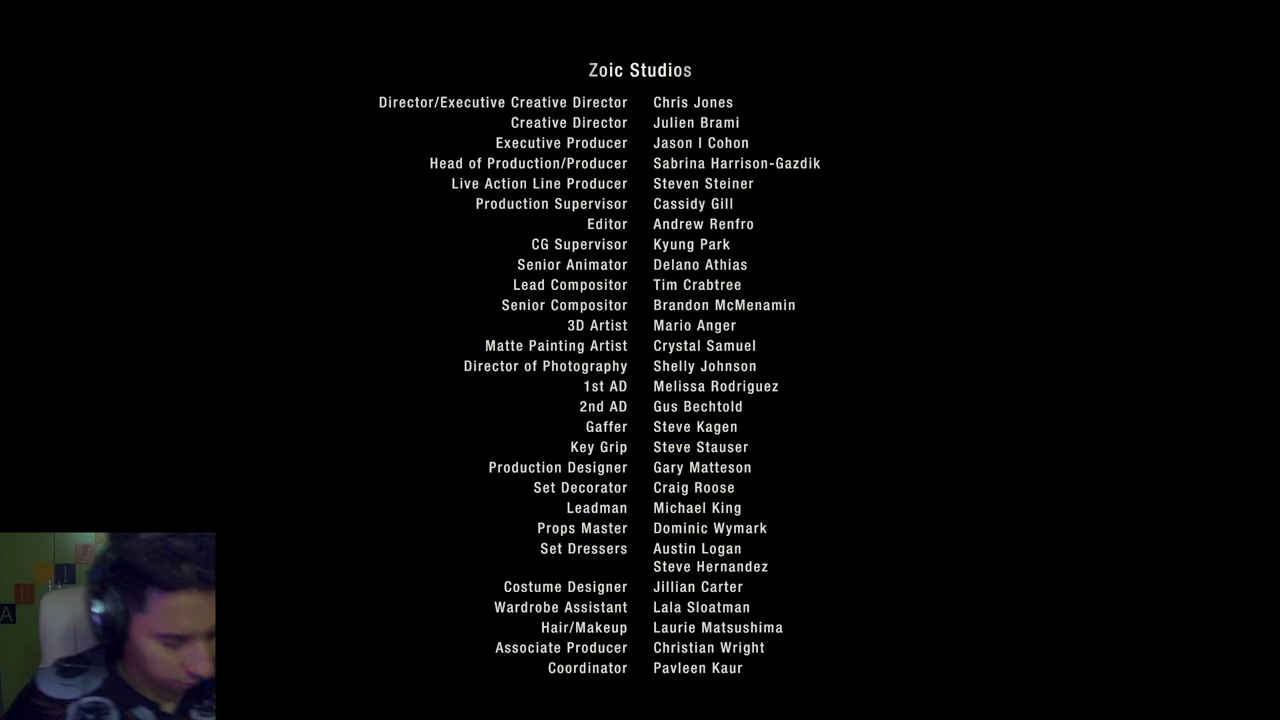 Zoic Studios
Director/Executive Creative Director Chris Jones
Creative Director Julien Brami
Executive Producer Jason I Cohon
Head of Production/Producer Sabrina Harrison-Gazdik
Live Action Line Producer Steven Steiner
Production Supervisor Cassidy Gill
Editor Andrew Renfro
CG Supervisor Kyung Park
Senior Animator Delano Athias
Lead Compositor Tim Crabtree
Senior Compositor Brandon McMenamin
3D Artist Mario Anger
Matte Painting Artist Crystal Samuel
Director of Photography Shelly Johnson
1st AD Melissa Rodriguez
2nd AD Gus Bechtold
Gaffer Steve Kagen
Key Grip Steve Stauser
Production Designer Gary Matteson
Set Decorator Craig Roose
Leadman Michael King
Props Master Dominic Wymark
Set Dressers Austin Logan
Steve Hernandez
Costume Designer Jillian Carter
Wardrobe Assistant Lala Sloatman
Hair/Makeup Laurie Matsushima
Associate Producer Christian Wright
Coordinator Pavleen Kaur
A